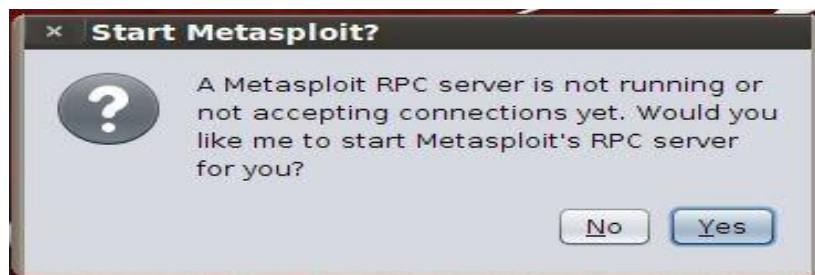 Start Metasploit?
A Metasploit RPC server is not running or
not accepting connections yet. Would you
like me to start Metasploit's RPC server
for you?
No
Yes